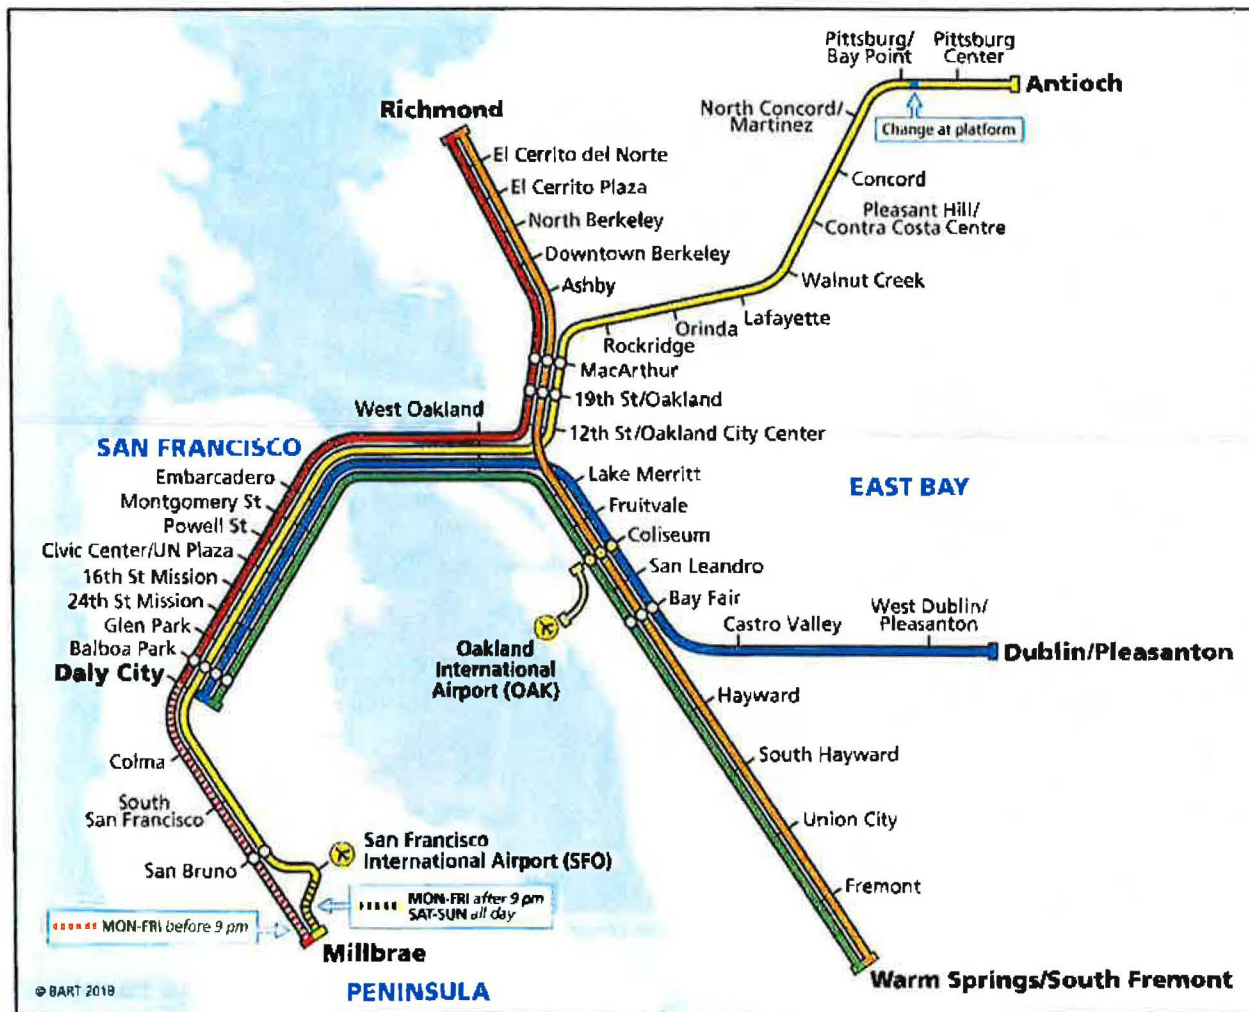 Pittsburg/
Bay Point
Pittsburg
Center
Antioch
Change at platform
North Concord/
Martinez
Concord
Pleasant Hill/
Contra Costa Centre
Walnut Creek
Lafayette
Orinda
Rockridge
Richmond
El Cerrito del Norte
El Cerrito Plaza
North Berkeley
Downtown Berkeley
Ashby
MacArthur
19th St/Oakland
12th St/Oakland City Center
West Oakland
SAN FRANCISCO
Embarcadero
Montgomery St
Powell St
Civic Center/UN Plaza
16th St Mission
24th St Mission
Glen Park
Balboa Park
Daly City
EAST BAY
Lake Merritt
Fruitvale
Coliseum
San Leandro
Bay Fair
Castro Valley
West Dublin/
Pleasanton
Dublin/Pleasanton
Oakland
International
Airport (OAK)
Hayward
South Hayward
Union City
Fremont
Warm Springs/South Fremont
Colma
South
San Francisco
San Bruno
San Francisco
International Airport (SFO)
MON-FRI after 9 pm
SAT-SUN all day
MON-FRI before 9 pm
Millbrae
PENINSULA
© BART 2018